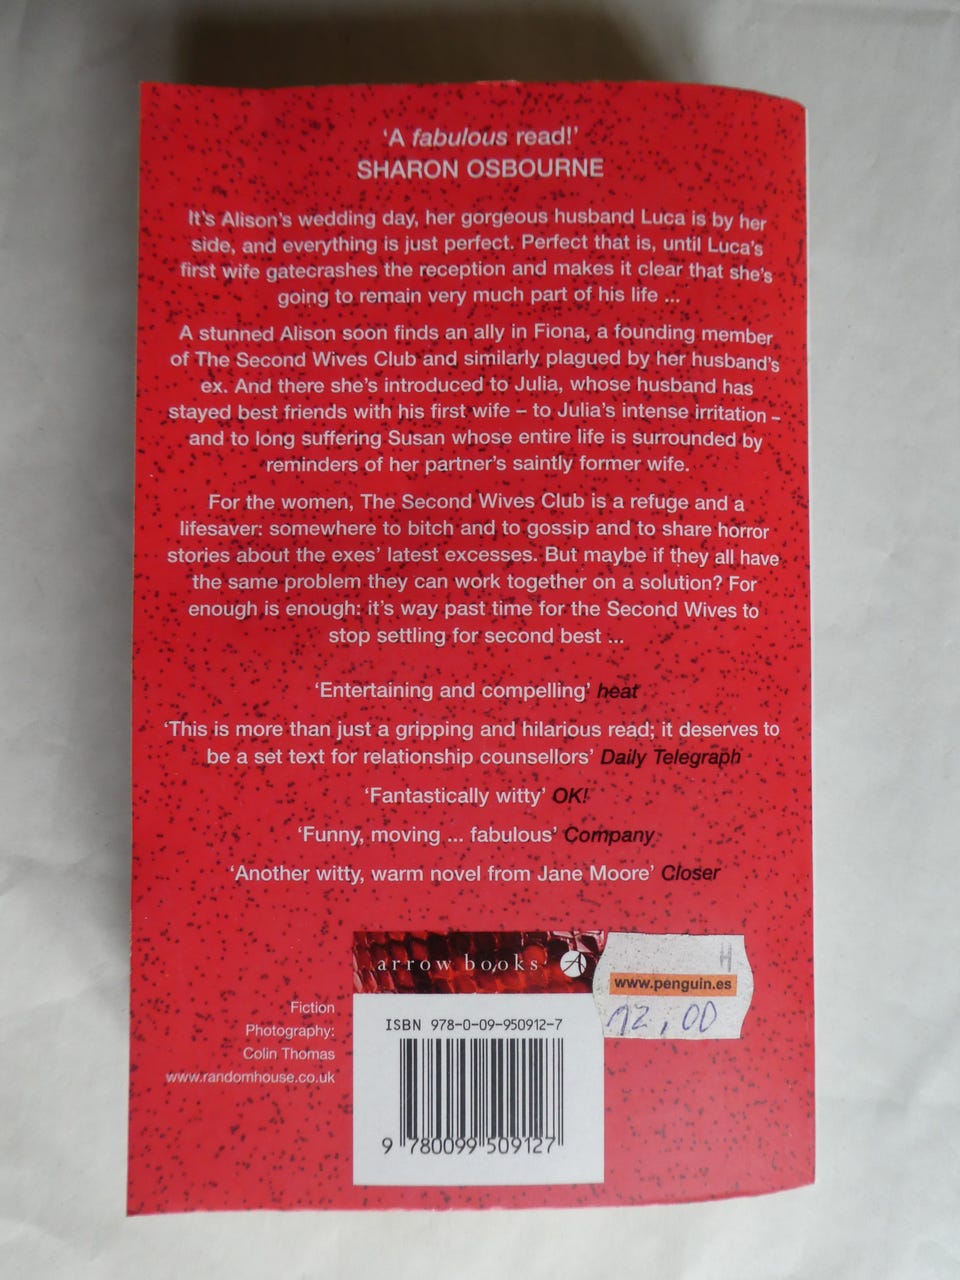 ‘A fabulous read!’
SHARON OSBOURNE
It’s Alison’s wedding day, her gorgeous husband Luca is by her
side, and everything is just perfect. Perfect that is, until Luca’s
first wife gatecrashes the reception and makes it clear that she’s
going to remain very much part of his life ...
A stunned Alison soon finds an ally in Fiona, a founding member
of The Second Wives Club and similarly plagued by her husband’s
ex. And there she’s introduced to Julia, whose husband has
stayed best friends with his first wife – to Julia’s intense irritation –
and to long suffering Susan whose entire life is surrounded by
reminders of her partner’s saintly former wife.
For the women, The Second Wives Club is a refuge and a
lifesaver: somewhere to bitch and to gossip and to share horror
stories about the exes’ latest excesses. But maybe if they all have
the same problem they can work together on a solution? For
enough is enough: it’s way past time for the Second Wives to
stop settling for second best ...
‘Entertaining and compelling’ heat
‘This is more than just a gripping and hilarious read; it deserves to
be a set text for relationship counsellors’ Daily Telegraph
‘Fantastically witty’ OK!
‘Funny, moving ... fabulous’ Company
‘Another witty, warm novel from Jane Moore’ Closer
arrow books A
H
www.penguin.es
12,00
Fiction
Photography:
Colin Thomas
www.randomhouse.co.uk
ISBN 978-0-09-950912-7
9 780099 509127